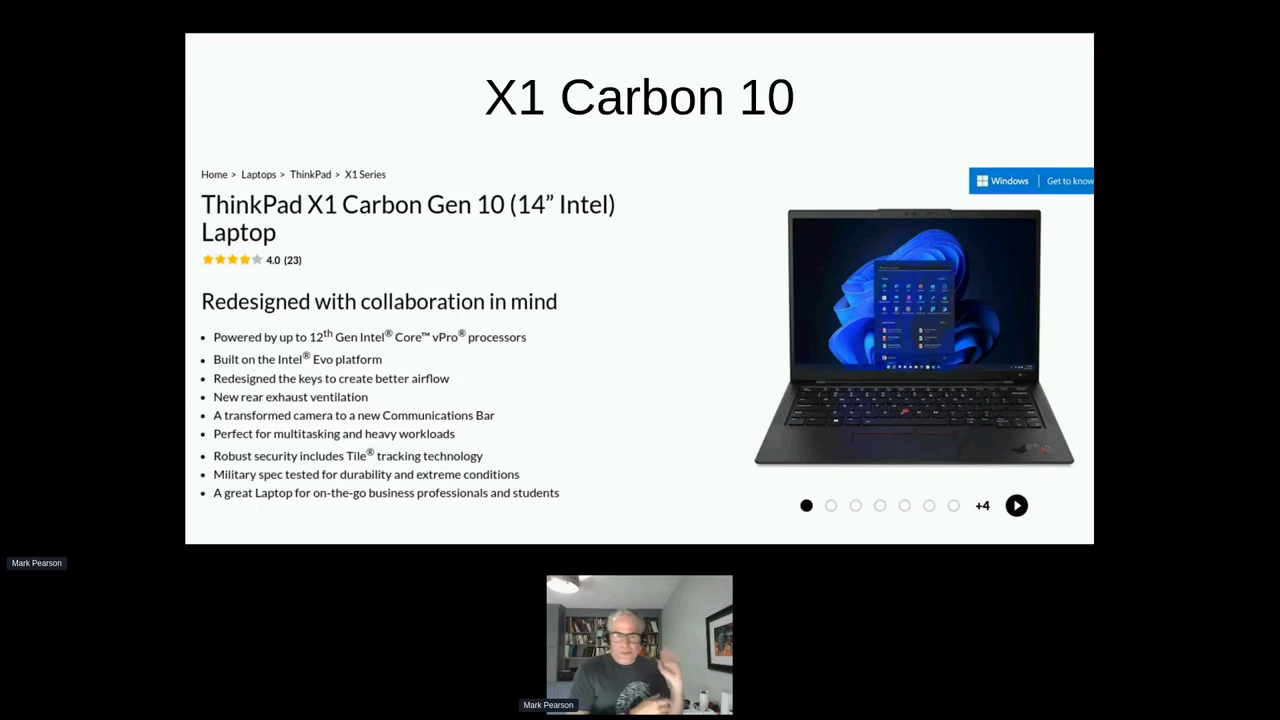 X1 Carbon 10
Home > Laptops > ThinkPad > X1 Series
Windows | Get to know
ThinkPad X1 Carbon Gen 10 (14” Intel)
Laptop
4.0 (23)
Redesigned with collaboration in mind
• Powered by up to 12th Gen Intel® Core™ vPro® processors
• Built on the Intel® Evo platform
• Redesigned the keys to create better airflow
• New rear exhaust ventilation
• A transformed camera to a new Communications Bar
• Perfect for multitasking and heavy workloads
• Robust security includes Tile® tracking technology
• Military spec tested for durability and extreme conditions
• A great Laptop for on-the-go business professionals and students
+4
Mark Pearson
Mark Pearson